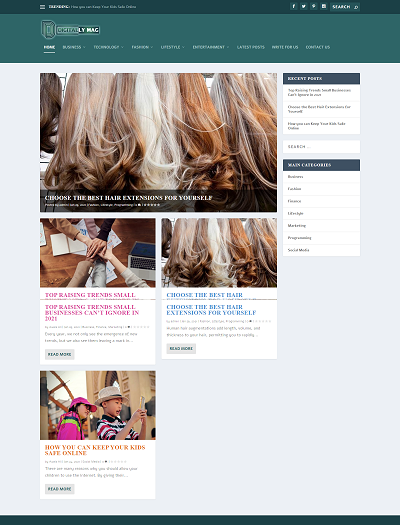 TRENDING: How you can Keep Your Kids Safe Online
SEARCH
DIGITALLY MAG
HOME BUSINESS TECHNOLOGY FASHION LIFESTYLE ENTERTAINMENT LATEST POSTS WRITE FOR US CONTACT US
CHOOSE THE BEST HAIR EXTENSIONS FOR YOURSELF
RECENT POSTS
Top Raising Trends Small Businesses
Can't Ignore in 2021
Choose the Best Hair Extensions for
Yourself
How you can Keep Your Kids Safe
Online
SEARCH ...
MAIN CATEGORIES
Business
Fashion
Finance
Lifestyle
Marketing
Programming
Social Media
TOP RAISING TRENDS SMALL
TOP RAISING TRENDS SMALL
BUSINESSES CAN'T IGNORE IN
2021
Every year, we not only see the emergence of new
trends, but we also see them leaving a mark in ...
READ MORE
CHOOSE THE BEST HAIR
CHOOSE THE BEST HAIR
EXTENSIONS FOR YOURSELF
Human hair augmentations add length, volume, and
thickness to your hair, permitting you to rapidly ...
READ MORE
HOW YOU CAN KEEP YOUR KIDS
SAFE ONLINE
There are many reasons why you should allow your
children to use the internet. By giving them ...
READ MORE